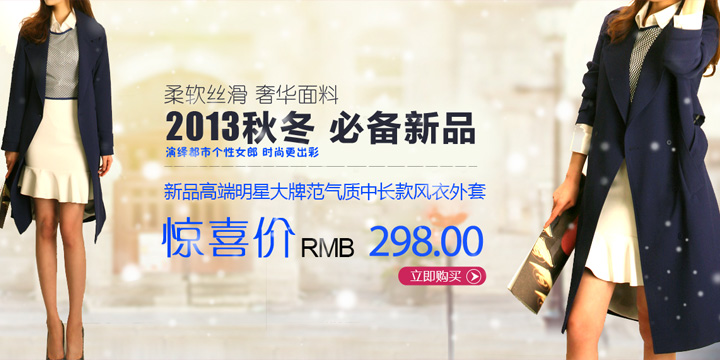 柔软丝滑 奢华面料
2013秋冬 必备新品
演绎都市个性女郎 时尚更出彩
新品高端明星大牌范气质中长款风衣外套
惊喜价 RMB 298.00
立即购买